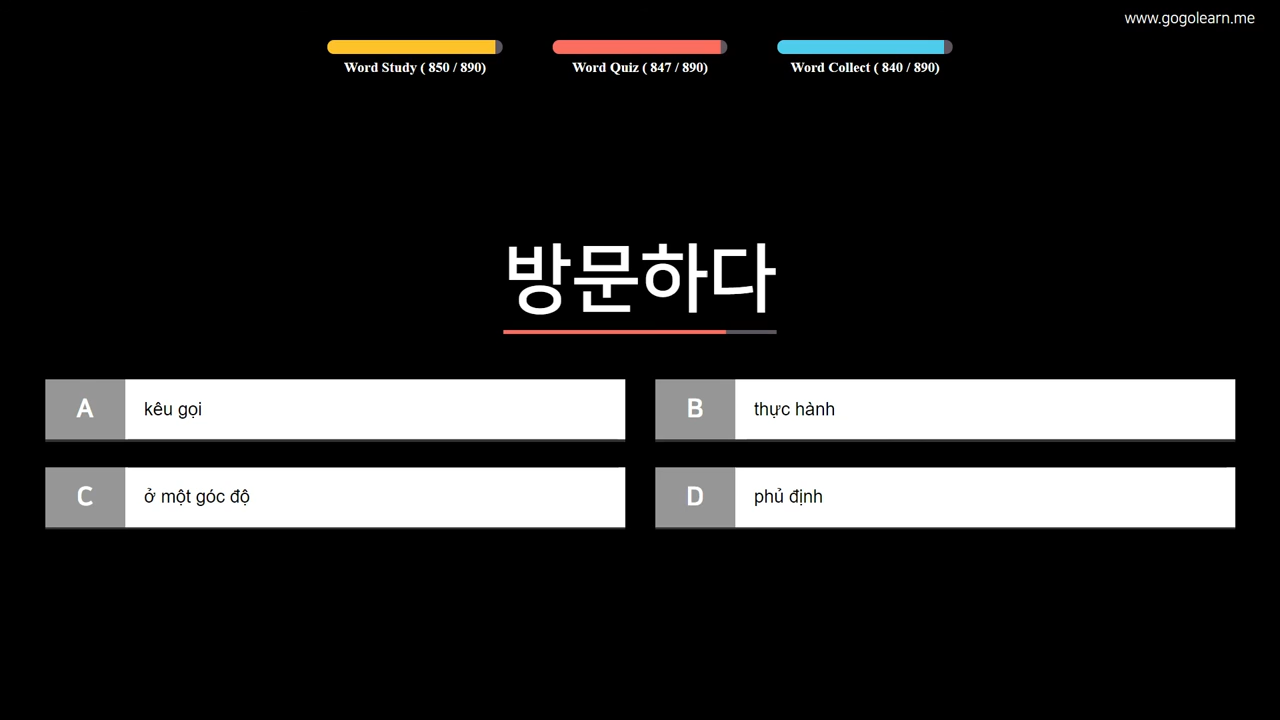 www.gogolearn.me
Word Study ( 850 / 890)
Word Quiz ( 847 / 890)
Word Collect ( 840 / 890)
방문하다
A kêu gọi
B thực hành
C ở một góc độ
D phủ định